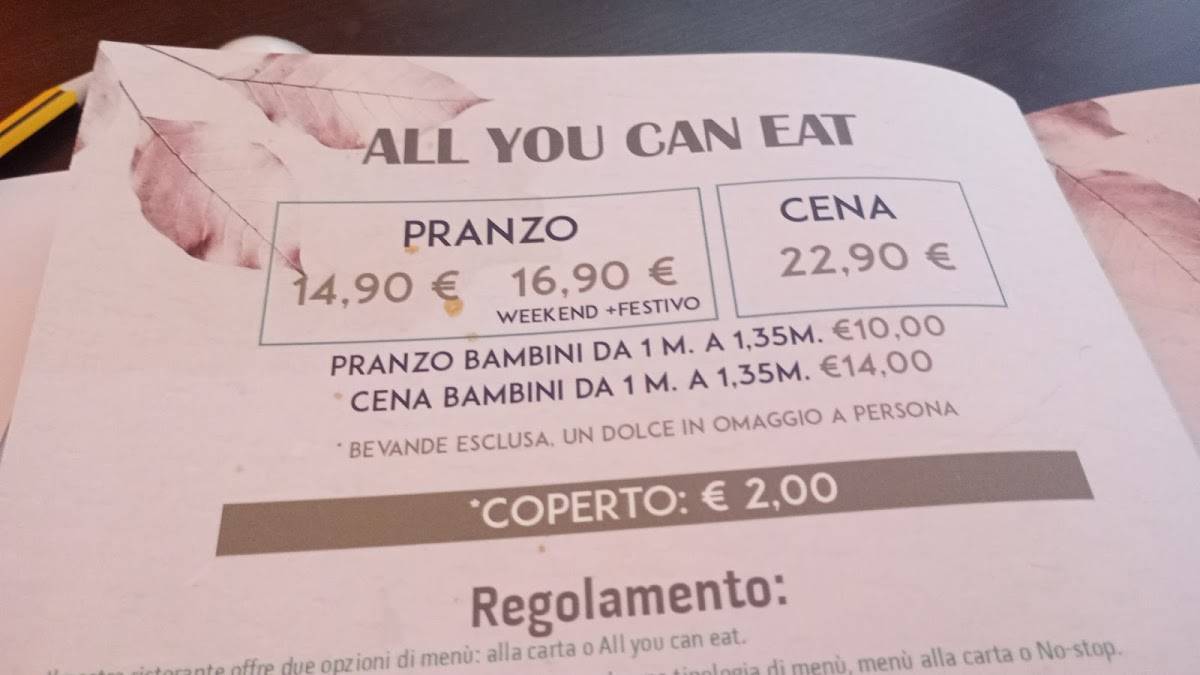 ALL YOU CAN EAT
PRANZO
14,90 € 16,90 €
WEEKEND +FESTIVO
CENA
22,90 €
PRANZO BAMBINI DA 1 M. A 1,35M. €10,00
* CENA BAMBINI DA 1 M. A 1,35M. €14,00
* BEVANDE ESCLUSA, UN DOLCE IN OMAGGIO A PERSONA
*COPERTO: € 2,00
Regolamento:
ristorante offre due opzioni di menù: alla carta o All you can eat.
tipologia di menù, menù alla carta o No-stop.